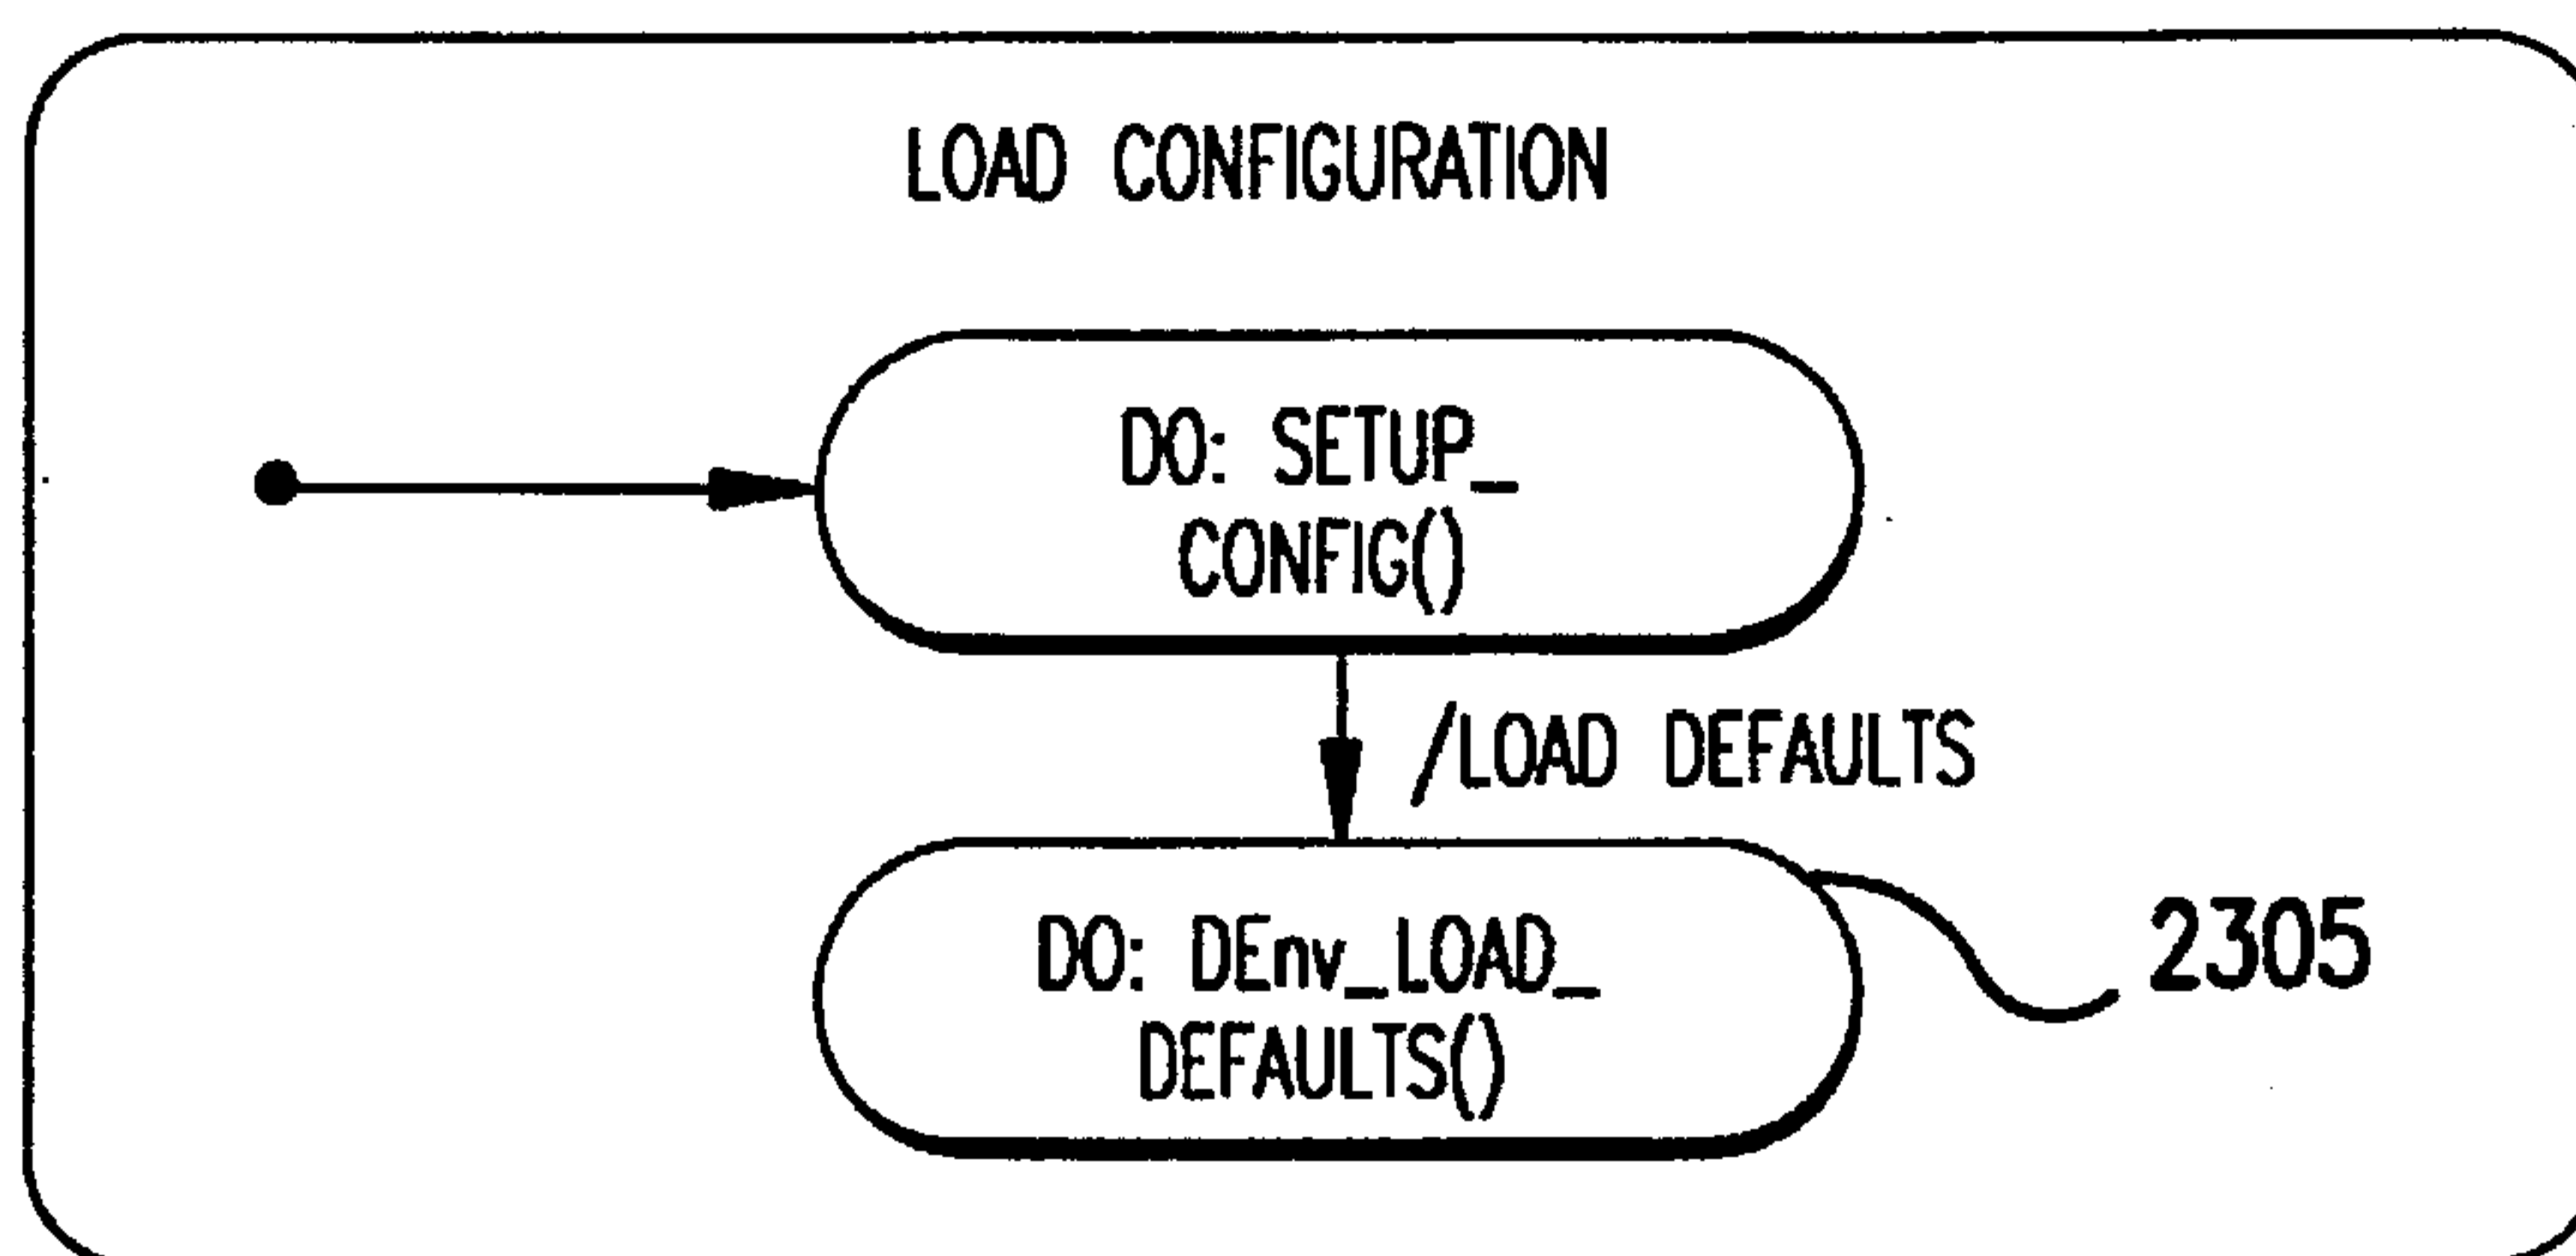 LOAD CONFIGURATION
DO: SETUP_
CONFIG()
/LOAD DEFAULTS
DO: DEnv_LOAD_
DEFAULTS()
2305